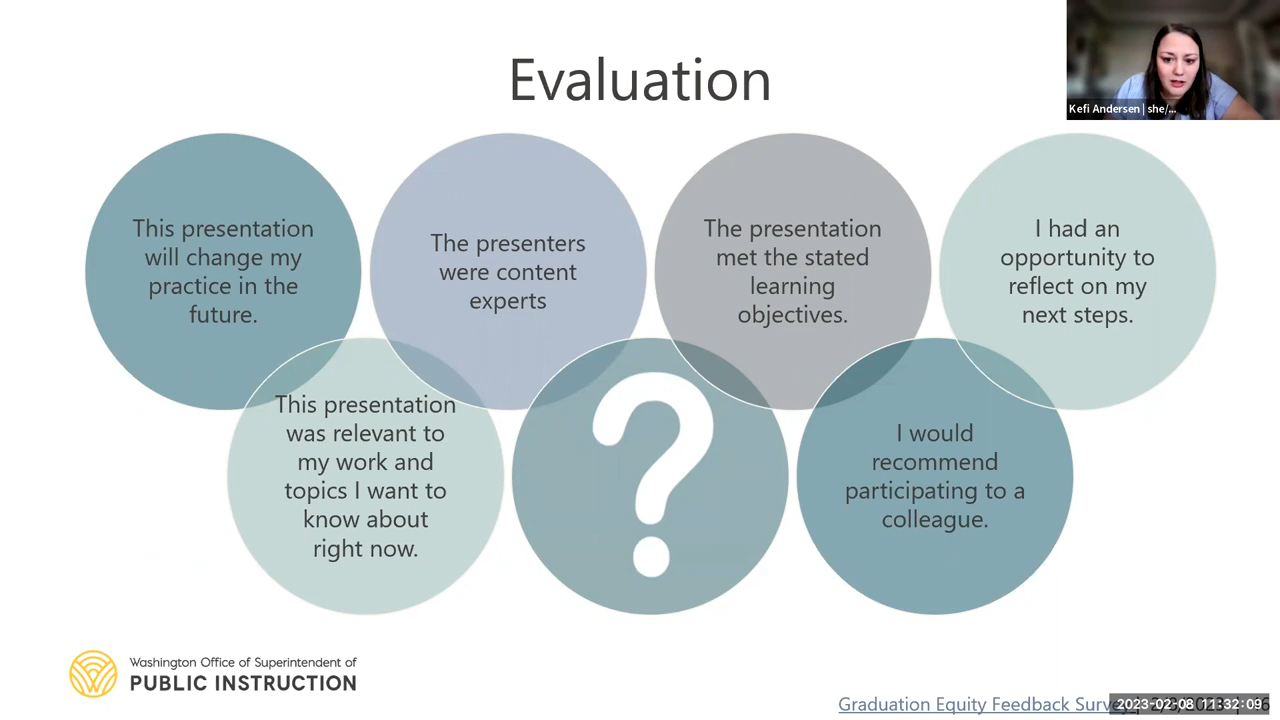 Evaluation
Kefi Andersen | she/...
This presentation
will change my
practice in the
future.
The presenters
were content
experts
The presentation
met the stated
learning
objectives.
I had an
opportunity to
reflect on my
next steps.
This presentation
was relevant to
my work and
topics I want to
know about
right now.
?
I would
recommend
participating to a
colleague.
Washington Office of Superintendent of
PUBLIC INSTRUCTION
Graduation Equity Feedback Survey
2023-02-08 11:32:09